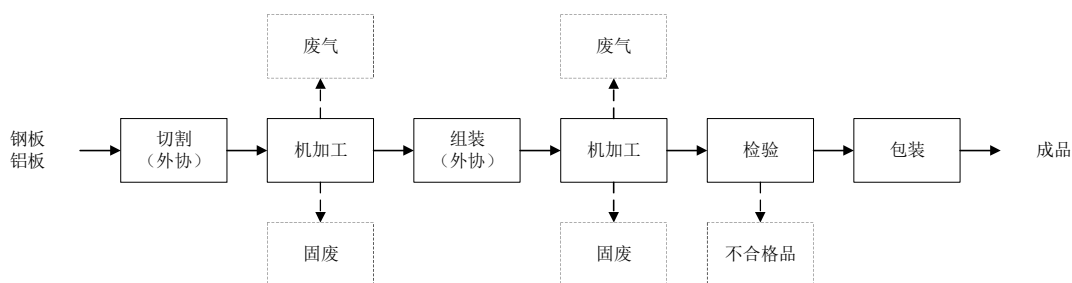 废气
废气
钢板
铝板
切割
（外协）
机加工
组装
（外协）
机加工
检验
包装
成品
固废
固废
不合格品